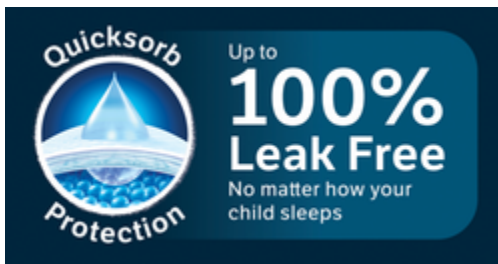 Quicksorb
Protection
Up to
100%
Leak Free
No matter how your
child sleeps